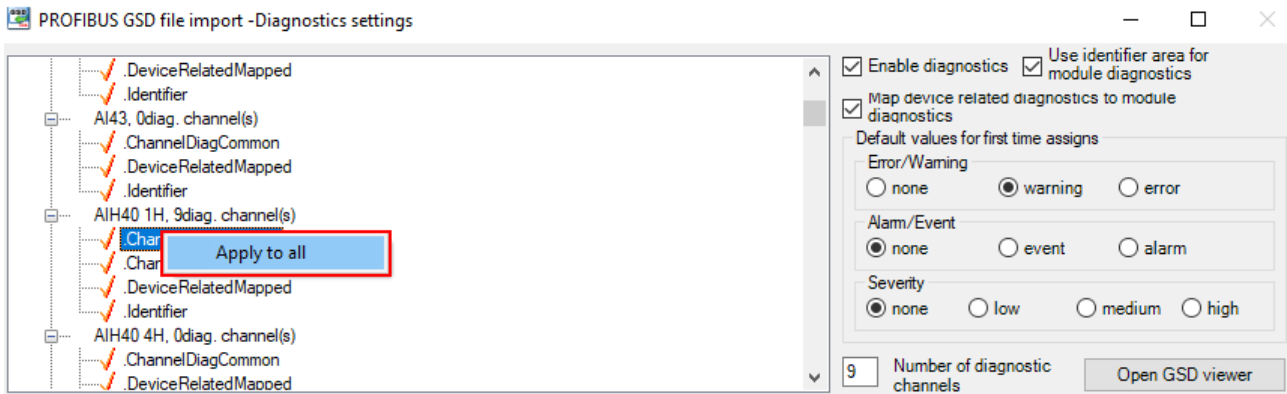 PROFIBUS GSD file import -Diagnostics settings
.DeviceRelatedMapped
.Identifier
AI43, 0diag. channel(s)
.ChannelDiagCommon
.DeviceRelatedMapped
.Identifier
AIH40 1H, 9diag. channel(s)
.Chan
Apply to all
.Chan
.DeviceRelatedMapped
.Identifier
AIH40 4H, 0diag. channel(s)
.ChannelDiagCommon
.DeviceRelatedMapped
Enable diagnostics
Use identifier area for
module diagnostics
Map device related diagnostics to module
diagnostics
Default values for first time assigns
Error/Warning
none warning error
Alarm/Event
none event alarm
Severity
none low medium high
9 Number of diagnostic
channels
Open GSD viewer